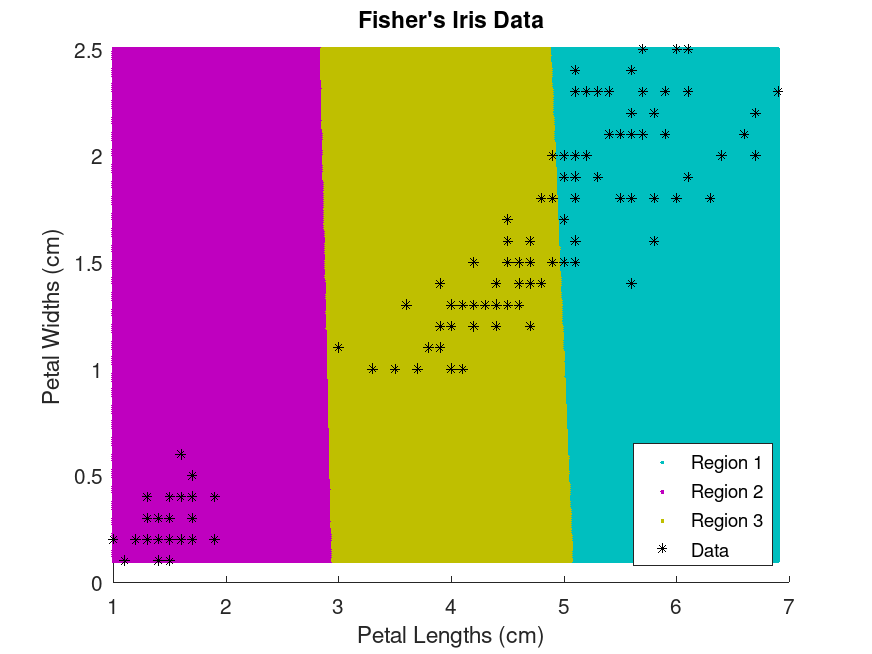 Fisher's Iris Data
2.5
2
1.5
1
0.5
0
Petal Widths (cm)
1 2 3 4 5 6 7
Petal Lengths (cm)
Region 1
Region 2
Region 3
Data